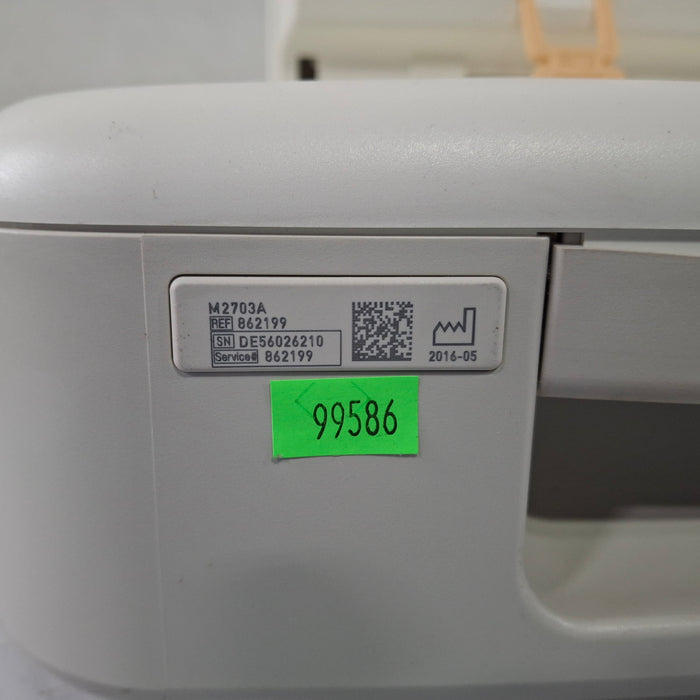 M2703A
REF 862199
SN DE56026210
Service# 862199
2016-05
99586